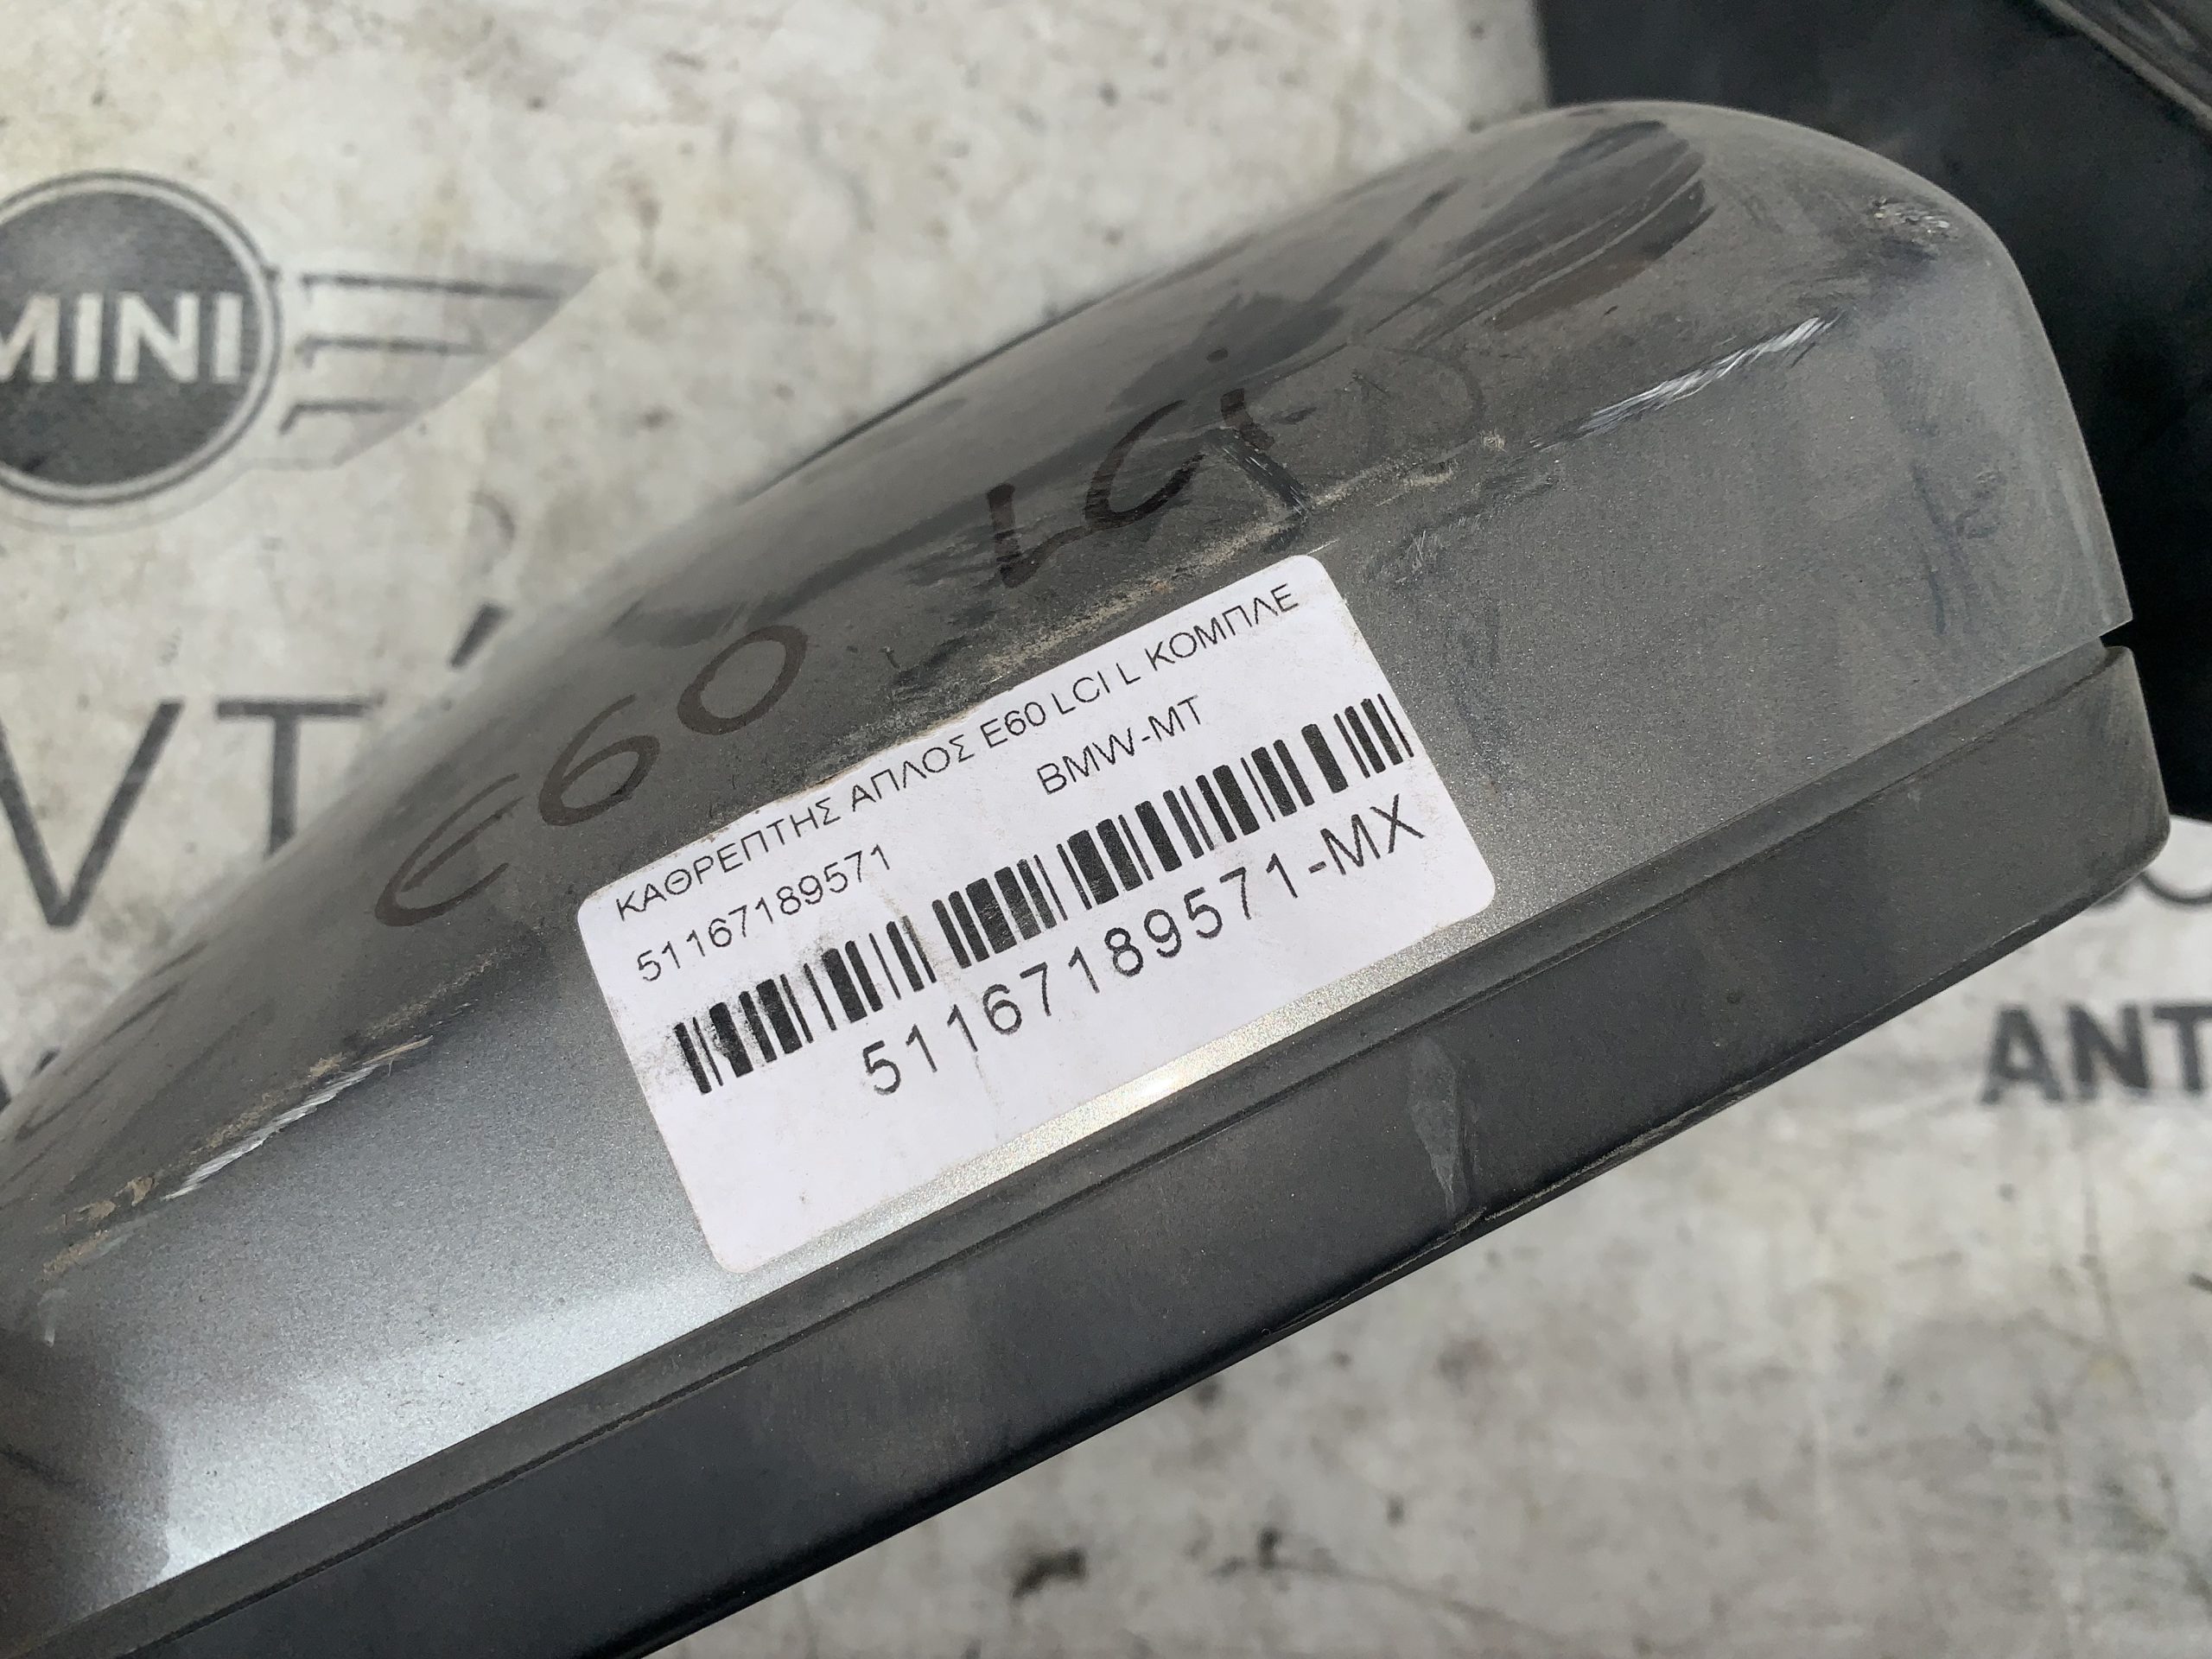 MINI
E60 LCi
ΚΑΘΡΕΠΤΗΣ ΑΠΛΟΣ E60 LCI L ΚΟΜΠΛΕ
51167189571 BMW-MT
51167189571-MX